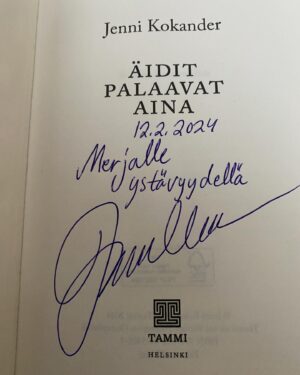 Jenni Kokander
ÄIDIT
PALAAVAT
AINA
12.2.2024
Merjalle
ystävyydellä
TAMMI
HELSINKI